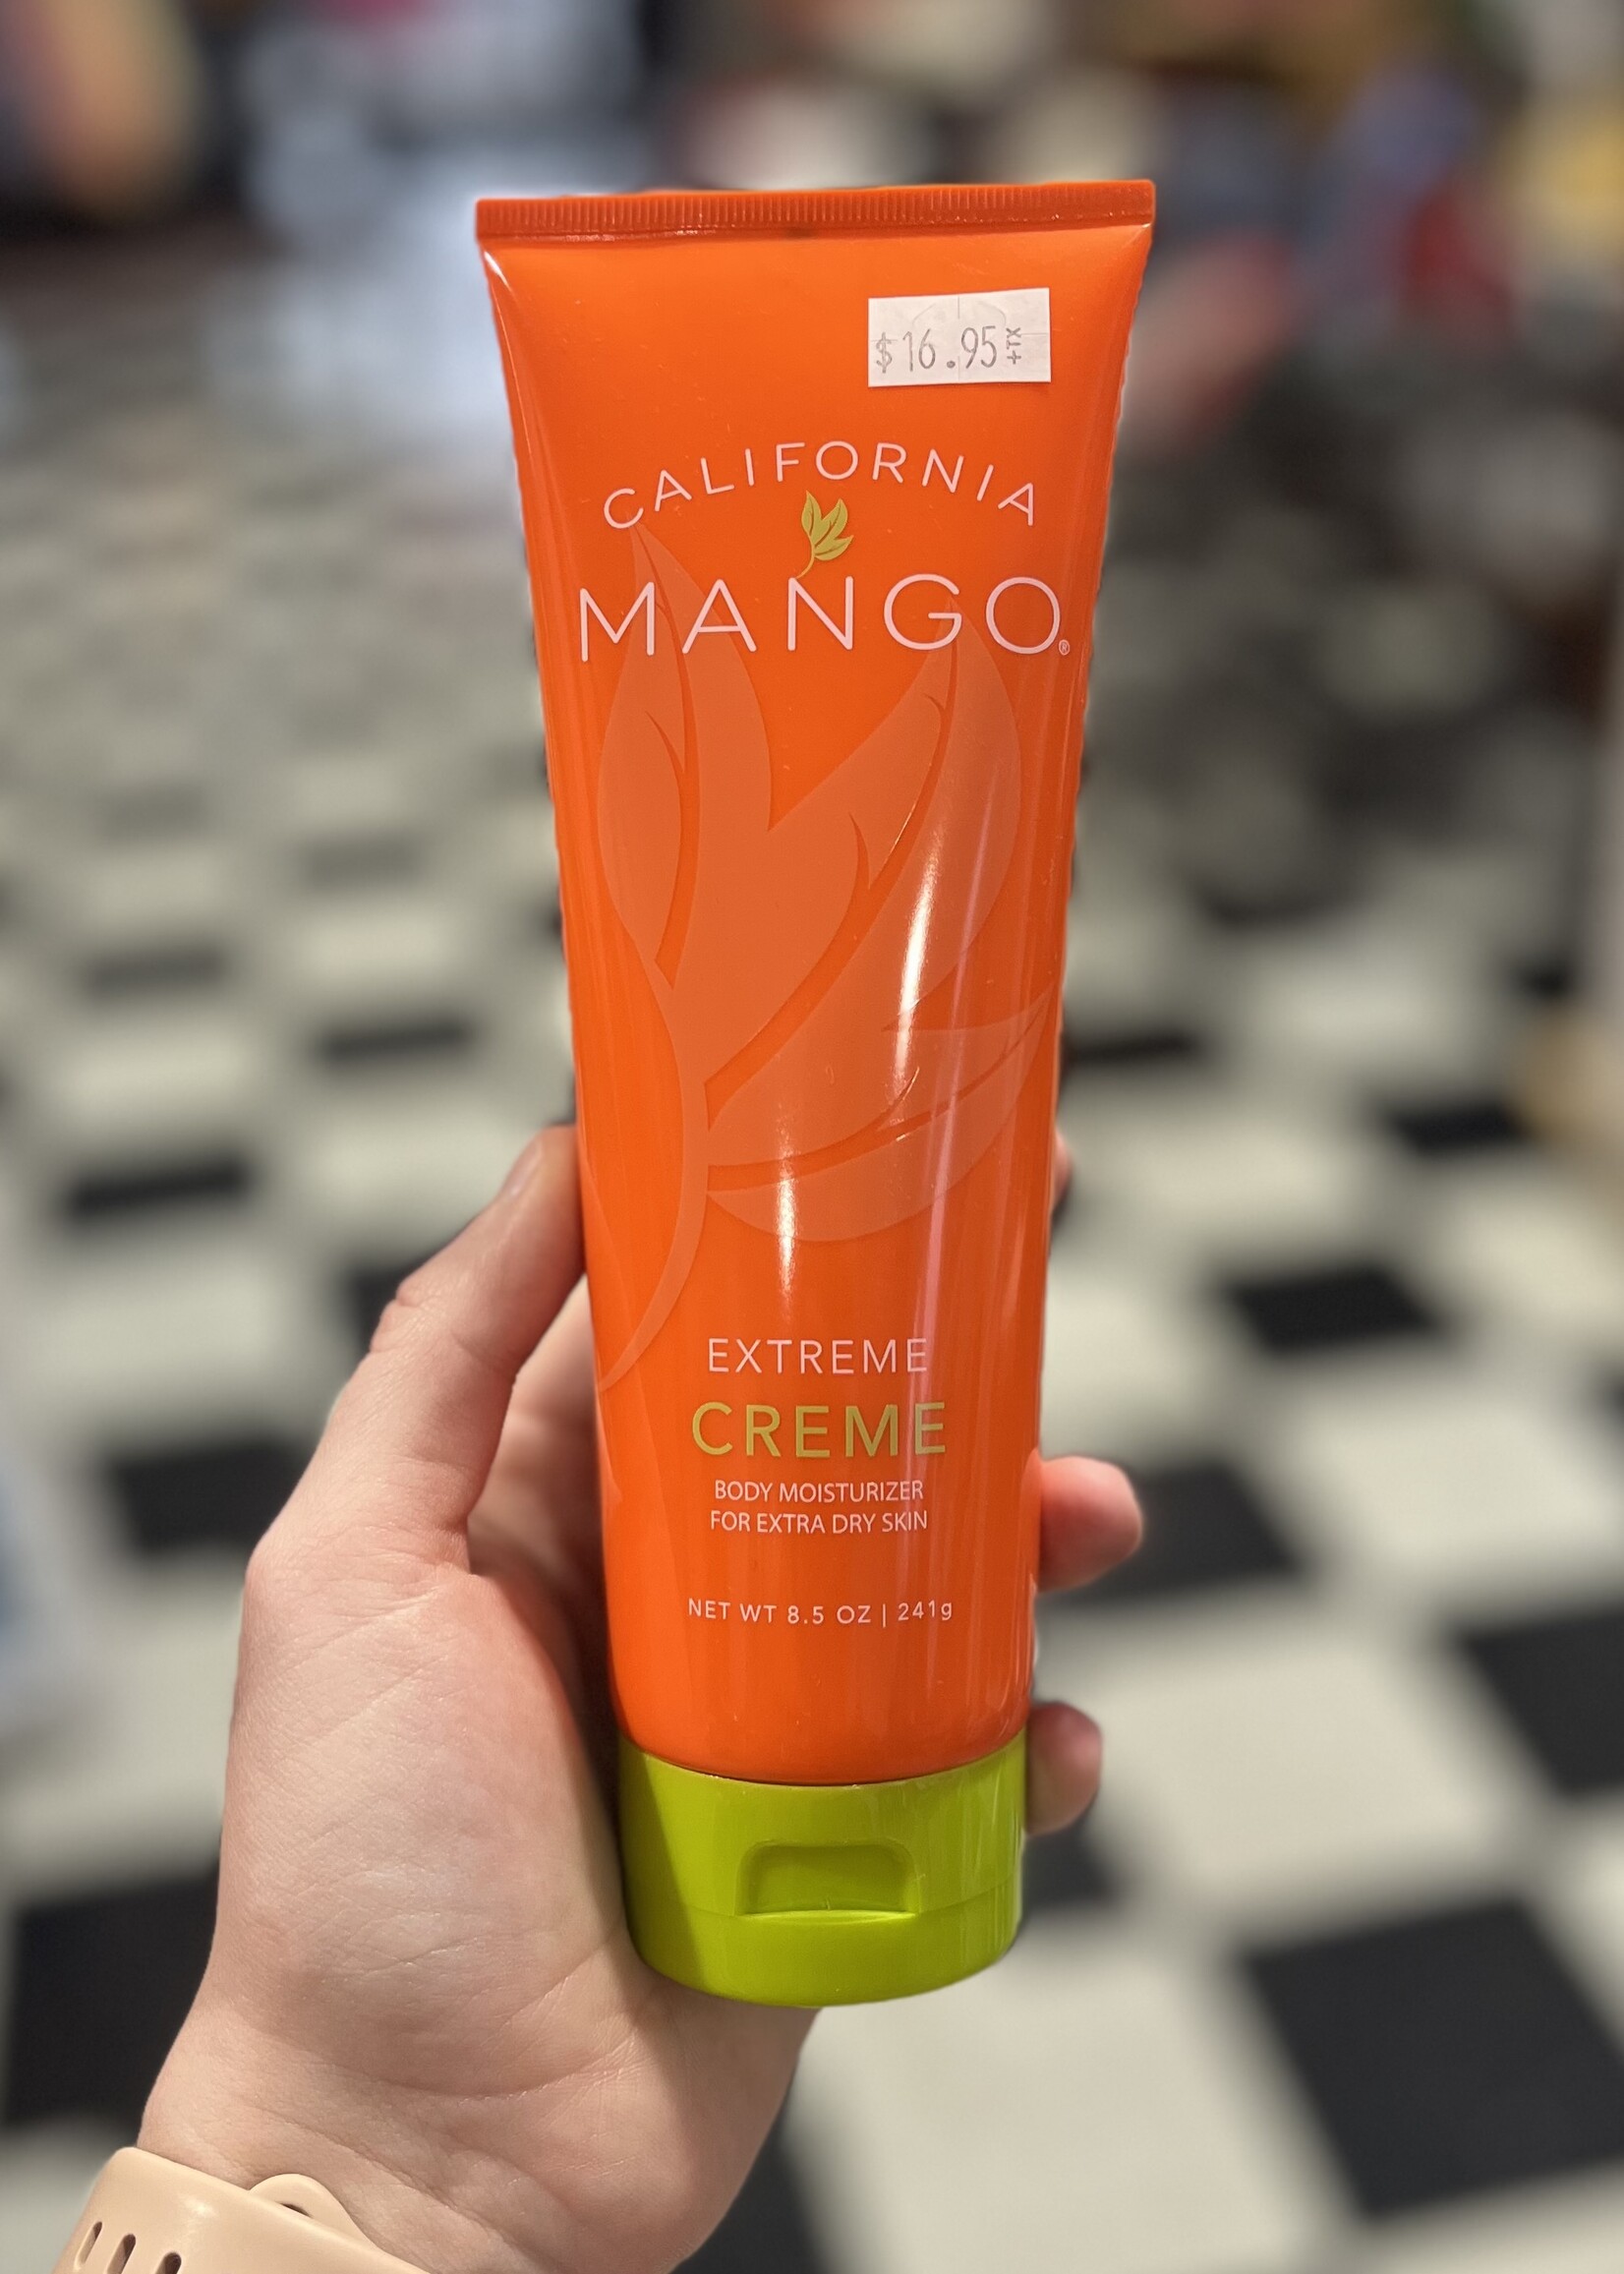 $16.95 +TX
CALIFORNIA
MANGO®
EXTREME
CREME
BODY MOISTURIZER
FOR EXTRA DRY SKIN
NET WT 8.5 OZ | 241g